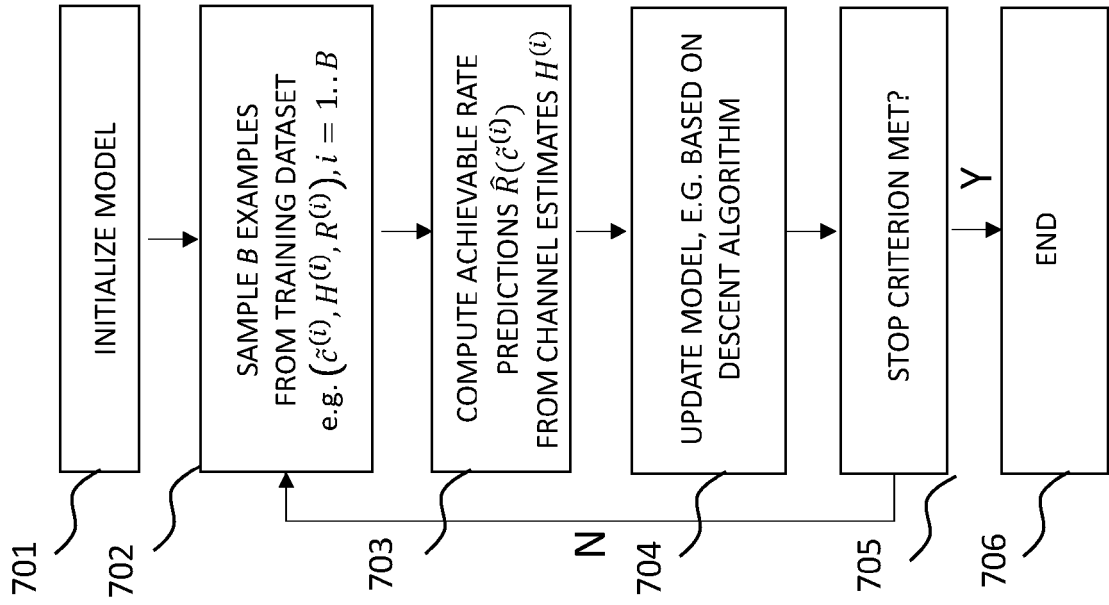 701
INITIALIZE MODEL
702
SAMPLE B EXAMPLES
FROM TRAINING DATASET
e.g. (c̃^(i), H^(i), R^(i)), i = 1..B
703
COMPUTE ACHIEVABLE RATE
PREDICTIONS R̂(c̃^(i))
FROM CHANNEL ESTIMATES H^(i)
N
704
UPDATE MODEL, E.G. BASED ON
DESCENT ALGORITHM
705
STOP CRITERION MET?
Y
706
END